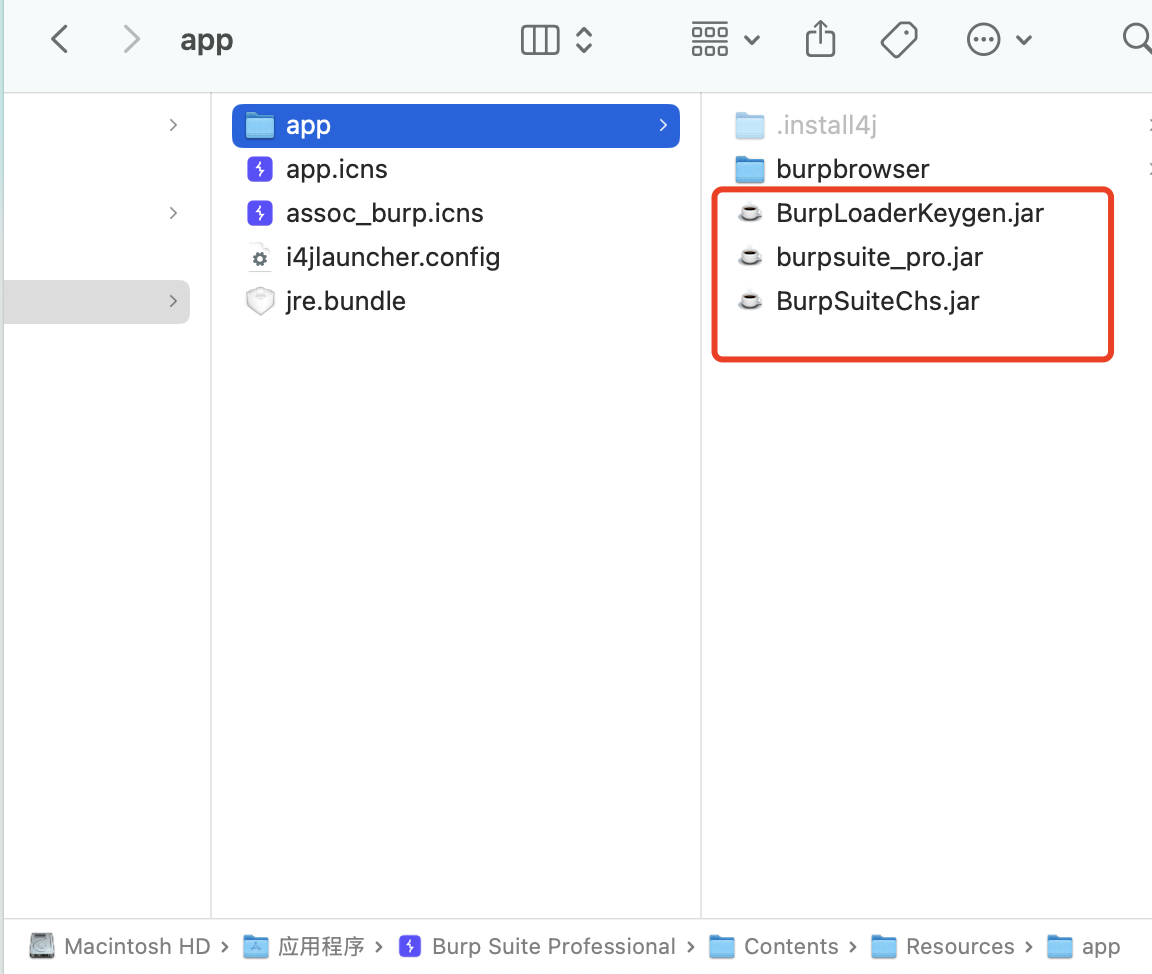 app
app
app.icns
assoc_burp.icns
i4jlauncher.config
jre.bundle
.install4j
burpbrowser
BurpLoaderKeygen.jar
burpsuite_pro.jar
BurpSuiteChs.jar
Macintosh HD › 应用程序 › Burp Suite Professional › Contents › Resources › app